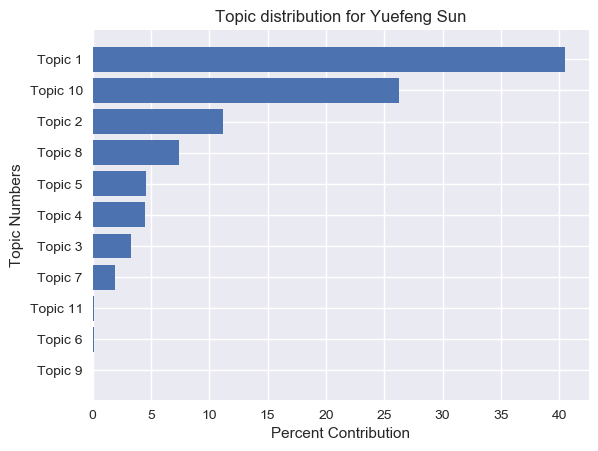 Topic distribution for Yuefeng Sun
Topic 1
Topic 10
Topic 2
Topic 8
Topic 5
Topic 4
Topic 3
Topic 7
Topic 11
Topic 6
Topic 9
Topic Numbers
0 5 10 15 20 25 30 35 40
Percent Contribution